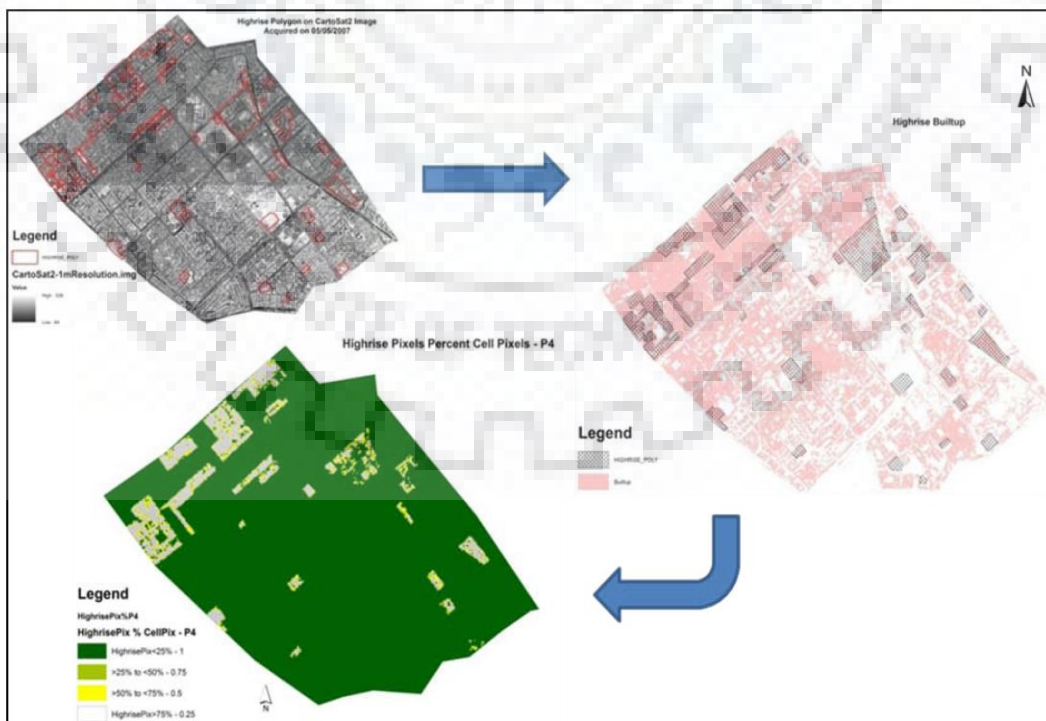 Highrise Polygon on CartoSat2 Image
Acquired on 05/05/2007
Legend
HIGHRISE_POLY
CartoSat2-1mResolution.img
Value
High :
Low :
N
Highrise Builtup
Legend
HIGHRISE_POLY
Builtup
Highrise Pixels Percent Cell Pixels - P4
Legend
HighrisePix%P4
HighrisePix % CellPix - P4
HighrisePix<25% - 1
>25% to <50% - 0.75
>50% to <75% - 0.5
HighrisePix>75% - 0.25
N